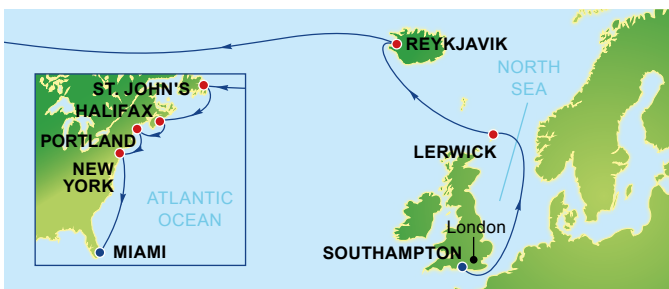 REYKJAVIK
NORTH
SEA
LERWICK
London
SOUTHAMPTON
ST. JOHN'S
HALIFAX
PORTLAND
NEW
YORK
ATLANTIC
OCEAN
MIAMI